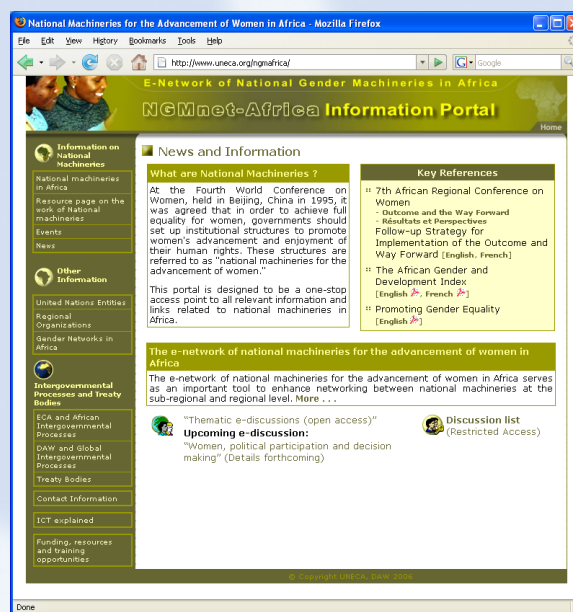 National Machineries for the Advancement of Women in Africa - Mozilla Firefox
File Edit View History Bookmarks Tools Help
http://www.uneca.org/ngmafrica/
Google
E-Network of National Gender Machineries in Africa
NGMnet-Africa Information Portal
Home
Information on
National
Machineries
National machineries
in Africa
Resource page on the
work of National
machineries
Events
News
Other
Information
United Nations Entities
Regional
Organizations
Gender Networks in
Africa
Intergovernmental
Processes and Treaty
Bodies
ECA and African
Intergovernmental
Processes
DAW and Global
Intergovernmental
Processes
Treaty Bodies
Contact Information
ICT explained
Funding, resources
and training
opportunities
News and Information
What are National Machineries ?
At the Fourth World Conference on
Women, held in Beijing, China in 1995, it
was agreed that in order to achieve full
equality for women, governments should
set up institutional structures to promote
women's advancement and enjoyment of
their human rights. These structures are
referred to as "national machineries for the
advancement of women."
This portal is designed to be a one-stop
access point to all relevant information and
links related to national machineries in
Africa.
Key References
7th African Regional Conference on
Women
- Outcome and the Way Forward
- Résultats et Perspectives
Follow-up Strategy for
Implementation of the Outcome and
Way Forward [English, French]
The African Gender and
Development Index
[English, French]
Promoting Gender Equality
[English]
The e-network of national machineries for the advancement of women in
Africa
The e-network of national machineries for the advancement of women in Africa serves
as an important tool to enhance networking between national machineries at the
sub-regional and regional level. More . . .
"Thematic e-discussions (open access)"
Upcoming e-discussion:
"Women, political participation and decision
making" (Details forthcoming)
Discussion list
(Restricted Access)
© Copyright UNECA, DAW 2006
Done